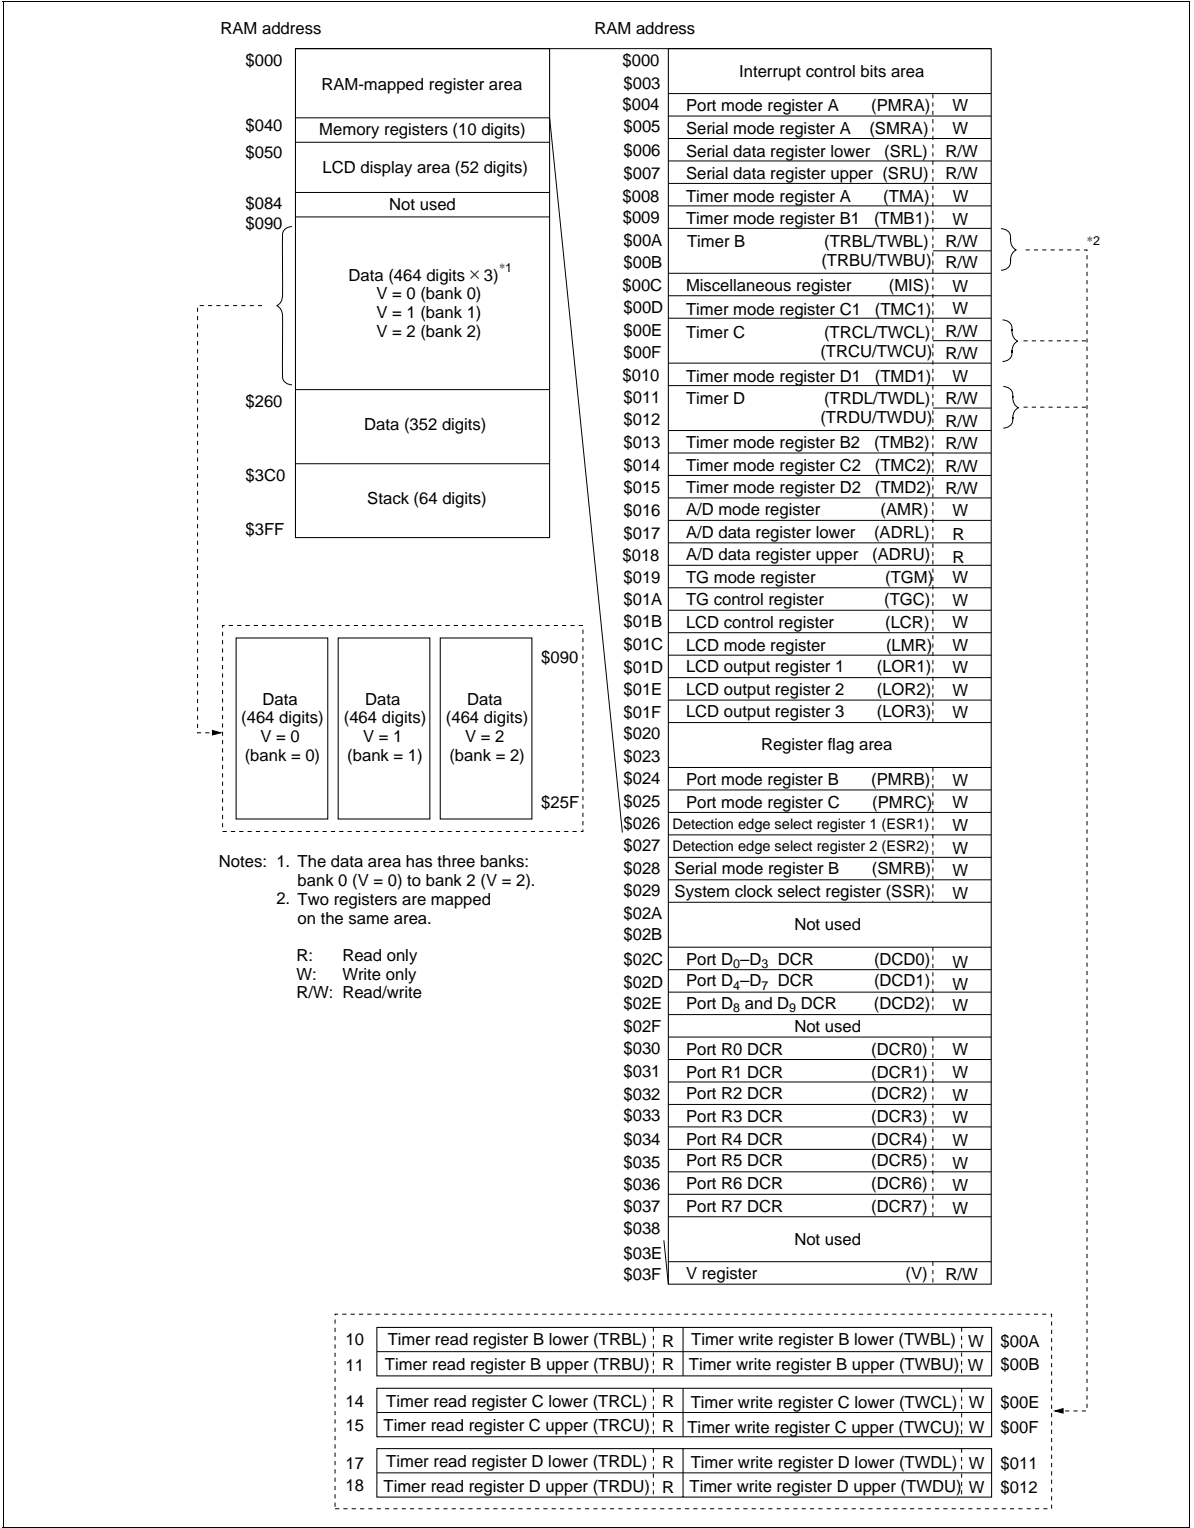 RAM address
$000
RAM-mapped register area
$040
Memory registers (10 digits)
$050
LCD display area (52 digits)
$084
Not used
$090
Data (464 digits × 3)*1
V = 0 (bank 0)
V = 1 (bank 1)
V = 2 (bank 2)
$260
Data (352 digits)
$3C0
Stack (64 digits)
$3FF
Data
(464 digits)
V = 0
(bank = 0)
Data
(464 digits)
V = 1
(bank = 1)
Data
(464 digits)
V = 2
(bank = 2)
$090
$25F
Notes: 1. The data area has three banks:
bank 0 (V = 0) to bank 2 (V = 2).
2. Two registers are mapped
on the same area.
R: Read only
W: Write only
R/W: Read/write
RAM address
$000
$003
Interrupt control bits area
$004 Port mode register A (PMRA) W
$005 Serial mode register A (SMRA) W
$006 Serial data register lower (SRL) R/W
$007 Serial data register upper (SRU) R/W
$008 Timer mode register A (TMA) W
$009 Timer mode register B1 (TMB1) W
$00A Timer B (TRBL/TWBL) R/W
$00B (TRBU/TWBU) R/W
*2
$00C Miscellaneous register (MIS) W
$00D Timer mode register C1 (TMC1) W
$00E Timer C (TRCL/TWCL) R/W
$00F (TRCU/TWCU) R/W
$010 Timer mode register D1 (TMD1) W
$011 Timer D (TRDL/TWDL) R/W
$012 (TRDU/TWDU) R/W
$013 Timer mode register B2 (TMB2) R/W
$014 Timer mode register C2 (TMC2) R/W
$015 Timer mode register D2 (TMD2) R/W
$016 A/D mode register (AMR) W
$017 A/D data register lower (ADRL) R
$018 A/D data register upper (ADRU) R
$019 TG mode register (TGM) W
$01A TG control register (TGC) W
$01B LCD control register (LCR) W
$01C LCD mode register (LMR) W
$01D LCD output register 1 (LOR1) W
$01E LCD output register 2 (LOR2) W
$01F LCD output register 3 (LOR3) W
$020
$023
Register flag area
$024 Port mode register B (PMRB) W
$025 Port mode register C (PMRC) W
$026 Detection edge select register 1 (ESR1) W
$027 Detection edge select register 2 (ESR2) W
$028 Serial mode register B (SMRB) W
$029 System clock select register (SSR) W
$02A
$02B
Not used
$02C Port D0–D3 DCR (DCD0) W
$02D Port D4–D7 DCR (DCD1) W
$02E Port D8 and D9 DCR (DCD2) W
$02F Not used
$030 Port R0 DCR (DCR0) W
$031 Port R1 DCR (DCR1) W
$032 Port R2 DCR (DCR2) W
$033 Port R3 DCR (DCR3) W
$034 Port R4 DCR (DCR4) W
$035 Port R5 DCR (DCR5) W
$036 Port R6 DCR (DCR6) W
$037 Port R7 DCR (DCR7) W
$038
$03E
Not used
$03F V register (V) R/W
10 Timer read register B lower (TRBL) R Timer write register B lower (TWBL) W $00A
11 Timer read register B upper (TRBU) R Timer write register B upper (TWBU) W $00B
14 Timer read register C lower (TRCL) R Timer write register C lower (TWCL) W $00E
15 Timer read register C upper (TRCU) R Timer write register C upper (TWCU) W $00F
17 Timer read register D lower (TRDL) R Timer write register D lower (TWDL) W $011
18 Timer read register D upper (TRDU) R Timer write register D upper (TWDU) W $012